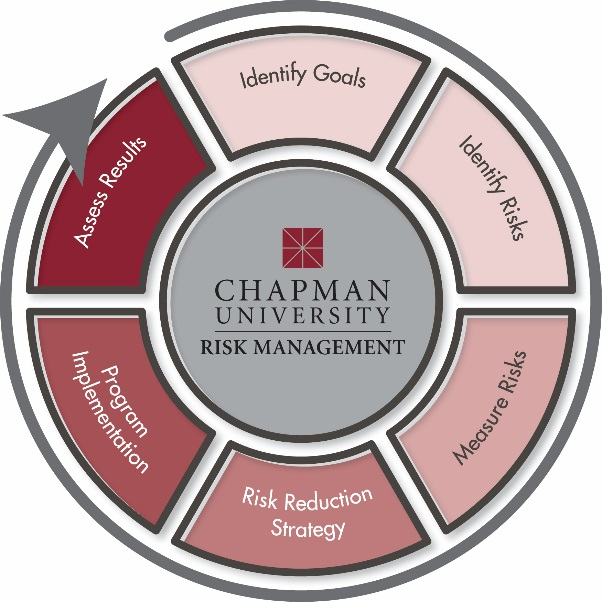 Identify Goals
Identify Risks
Measure Risks
Risk Reduction
Strategy
Program
Implementation
Assess Results
CHAPMAN
UNIVERSITY
RISK MANAGEMENT